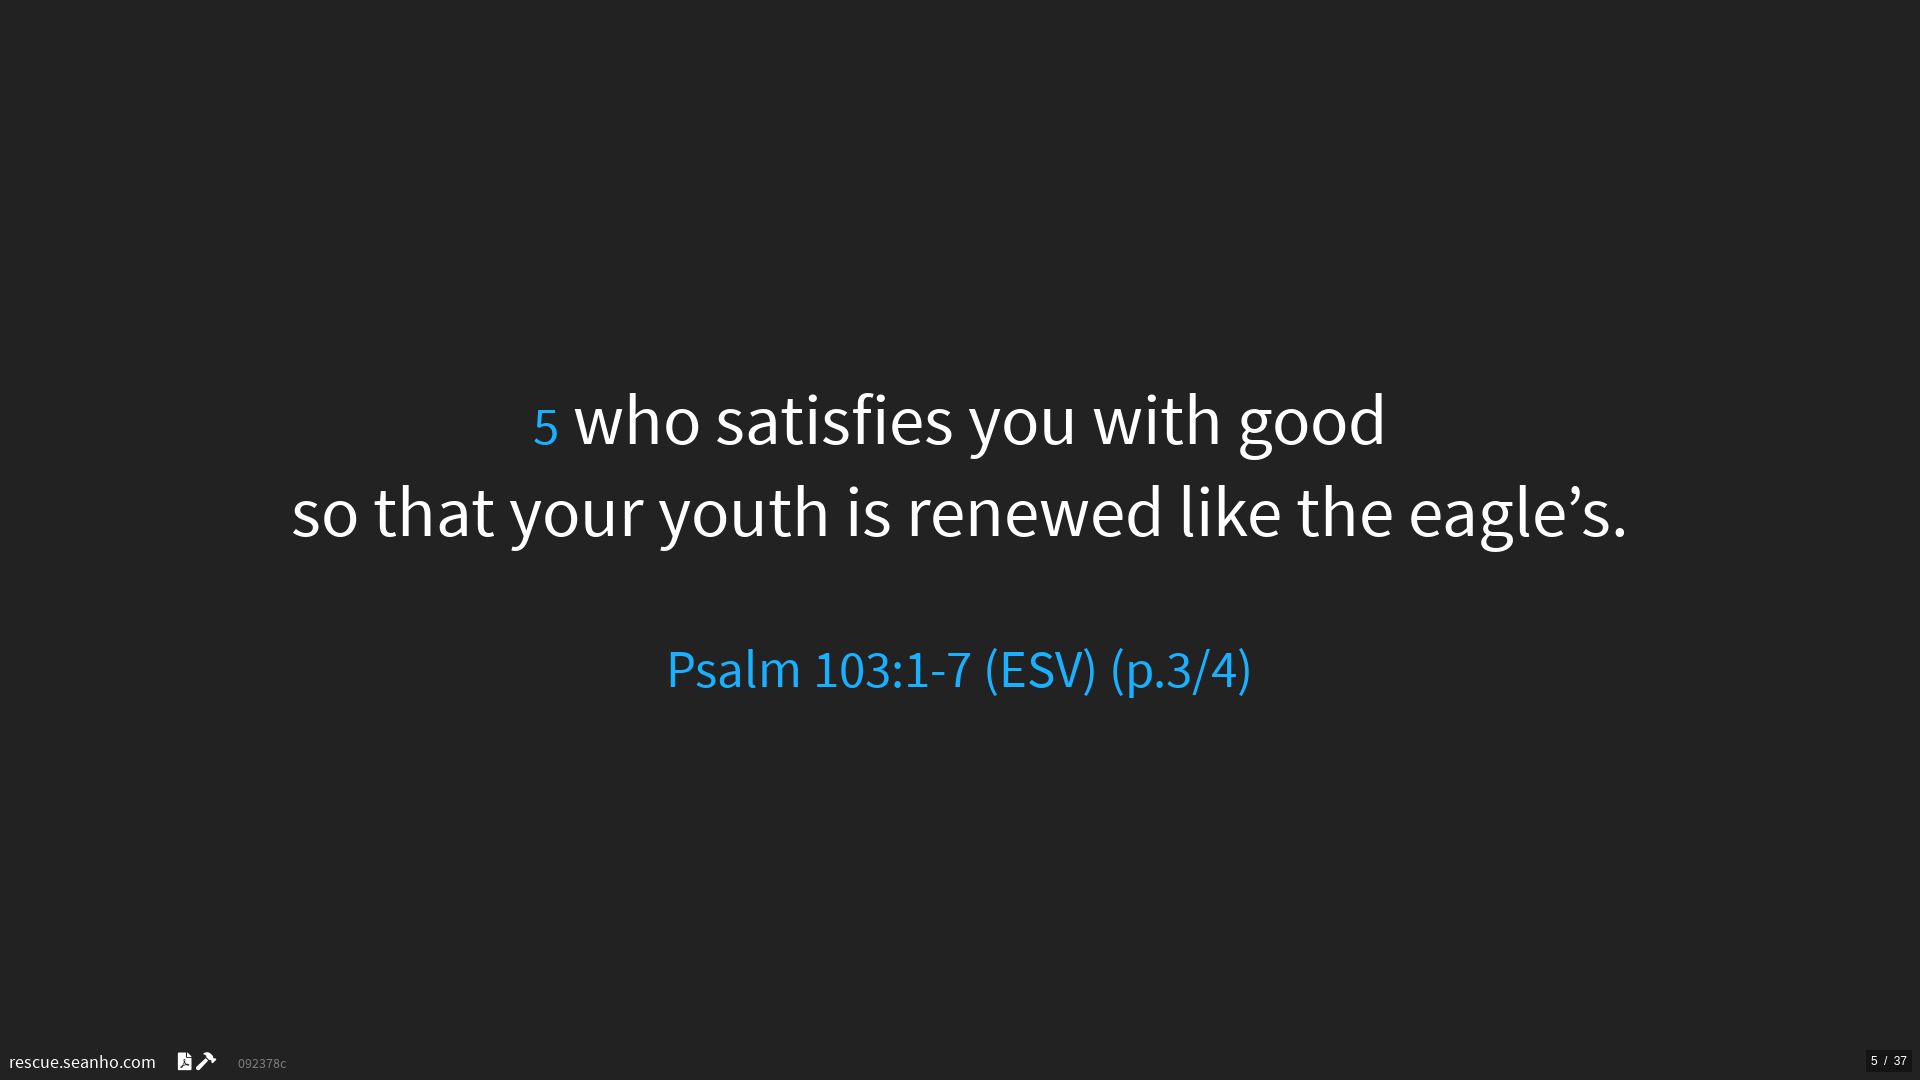 5 who satisfies you with good
so that your youth is renewed like the eagle’s.
Psalm 103:1-7 (ESV) (p.3/4)
rescue.seanho.com 092378c
5 / 37